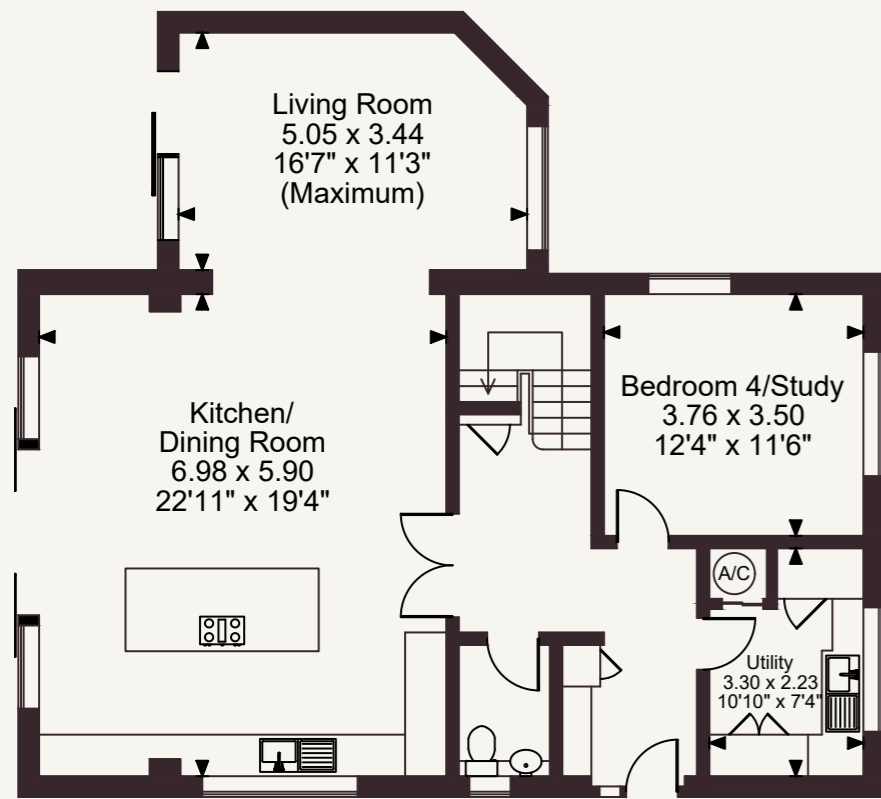 Living Room
5.05 x 3.44
16'7" x 11'3"
(Maximum)
Kitchen/
Dining Room
6.98 x 5.90
22'11" x 19'4"
Bedroom 4/Study
3.76 x 3.50
12'4" x 11'6"
A/C
Utility
3.30 x 2.23
10'10" x 7'4"